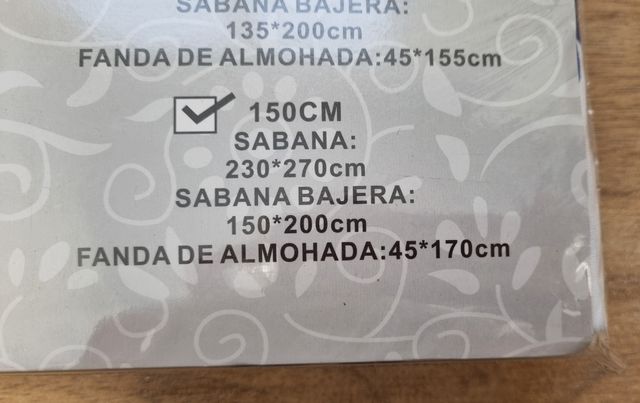 SABANA BAJERA:
135*200cm
FANDA DE ALMOHADA:45*155cm
150CM
SABANA:
230*270cm
SABANA BAJERA:
150*200cm
FANDA DE ALMOHADA:45*170cm